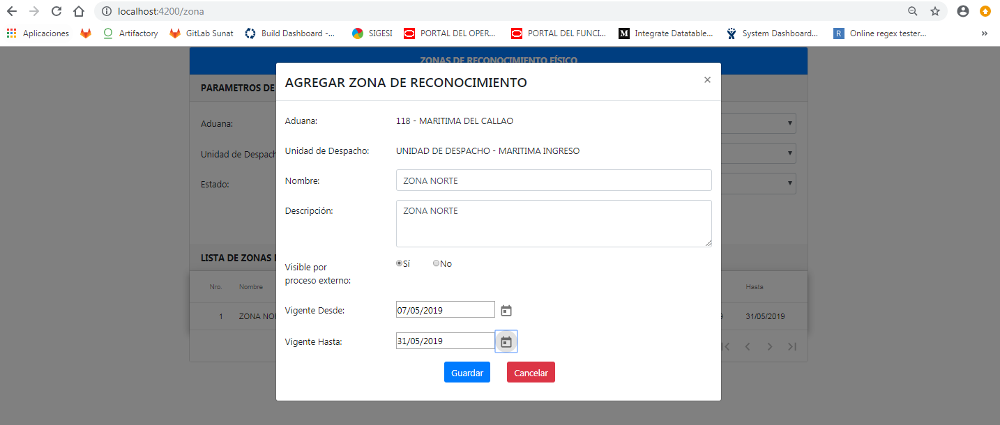 localhost:4200/zona
Aplicaciones Artifactory GitLab Sunat Build Dashboard -... SIGESI PORTAL DEL OPER... PORTAL DEL FUNCI... M Integrate Datatable... System Dashboard... R Online regex tester... »
ZONAS DE RECONOCIMIENTO FÍSICO
AGREGAR ZONA DE RECONOCIMIENTO ×
PARAMETROS DE
Aduana:
Unidad de Despach
Estado:
Aduana: 118 - MARITIMA DEL CALLAO
Unidad de Despacho: UNIDAD DE DESPACHO - MARITIMA INGRESO
Nombre: ZONA NORTE
Descripción: ZONA NORTE
Visible por
proceso externo:
Sí No
Vigente Desde: 07/05/2019
Vigente Hasta: 31/05/2019
Guardar Cancelar
LISTA DE ZONAS
Nro. Nombre Hasta
1 ZONA NO 9 31/05/2019